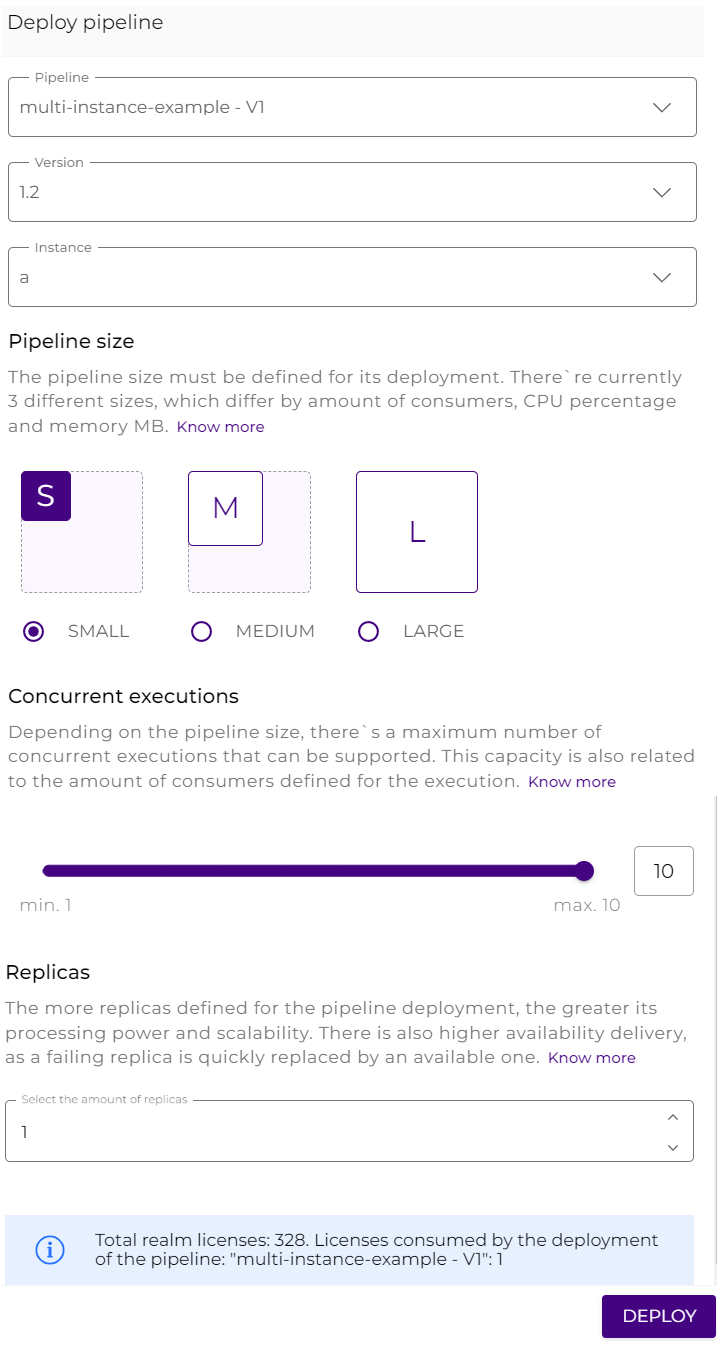 Deploy pipeline
Pipeline
multi-instance-example - V1
Version
1.2
Instance
a
Pipeline size
The pipeline size must be defined for its deployment. There`re currently
3 different sizes, which differ by amount of consumers, CPU percentage
and memory MB. Know more
S
M
L
SMALL
MEDIUM
LARGE
Concurrent executions
Depending on the pipeline size, there`s a maximum number of
concurrent executions that can be supported. This capacity is also related
to the amount of consumers defined for the execution. Know more
10
min. 1
max. 10
Replicas
The more replicas defined for the pipeline deployment, the greater its
processing power and scalability. There is also higher availability delivery,
as a failing replica is quickly replaced by an available one. Know more
Select the amount of replicas
1
Total realm licenses: 328. Licenses consumed by the deployment
of the pipeline: "multi-instance-example - V1": 1
DEPLOY